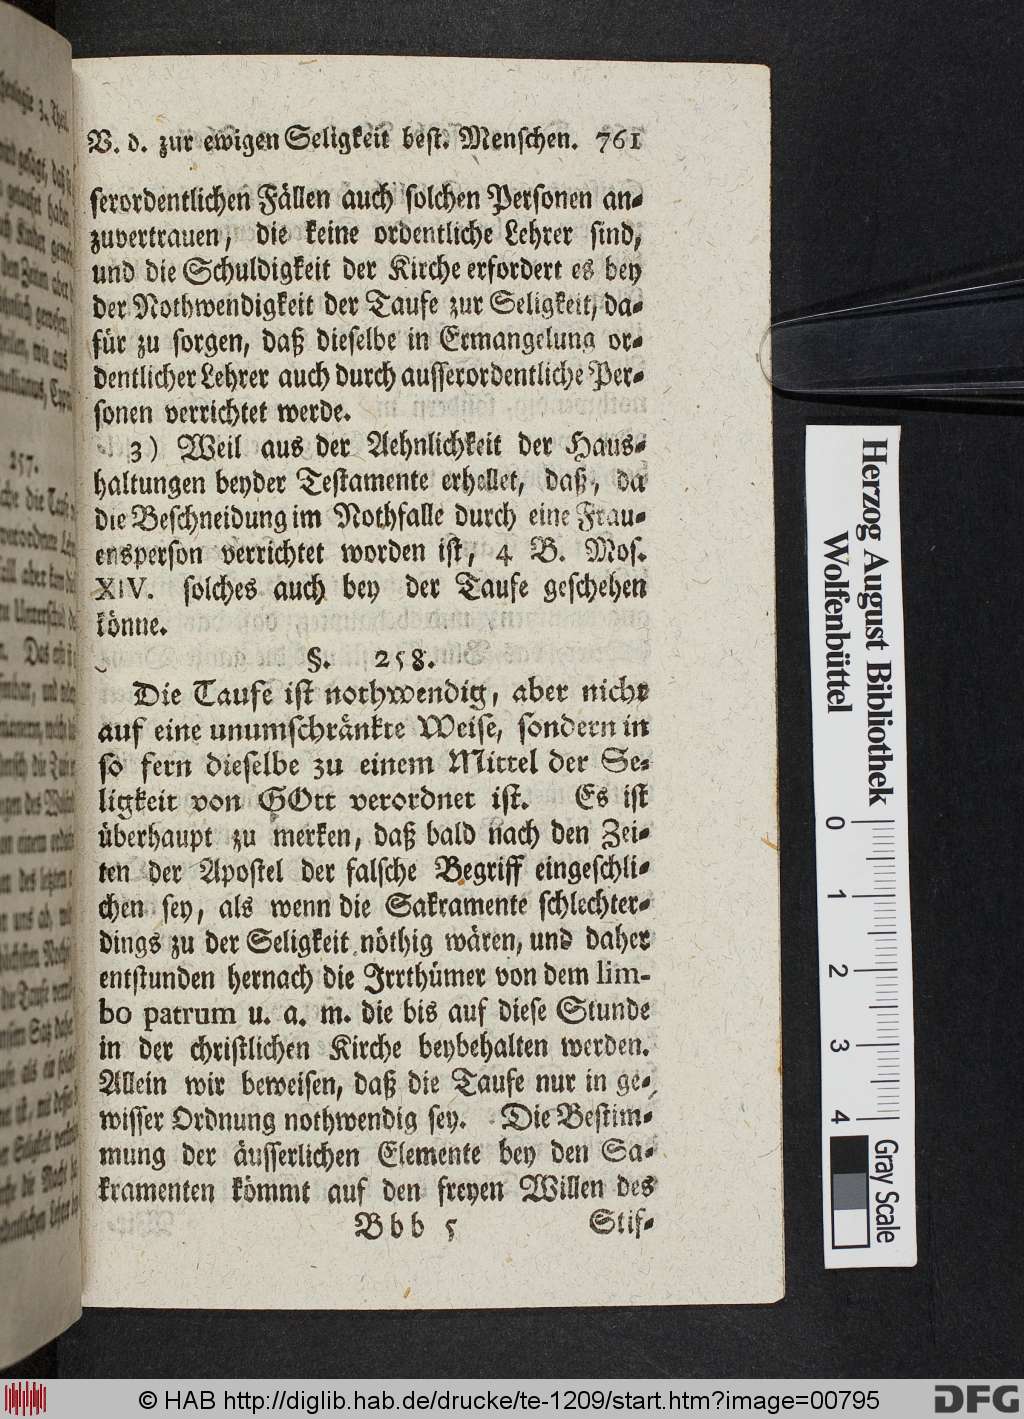 V. d. zur ewigen Seligkeit best. Menschen. 761
serordentlichen Fällen auch solchen Personen an-
zuvertrauen, die keine ordentliche Lehrer sind,
und die Schuldigkeit der Kirche erfordert es bey
der Nothwendigkeit der Taufe zur Seligkeit, da-
für zu sorgen, daß dieselbe in Ermangelung or-
dentlicher Lehrer auch durch ausserordentliche Per-
sonen verrichtet werde.
3) Weil aus der Aehnlichkeit der Haus-
haltungen beyder Testamente erhellet, daß, da
die Beschneidung im Nothfalle durch eine Frau-
ensperson verrichtet worden ist, 4 B. Mos.
XIV. solches auch bey der Taufe geschehen
könne.
§. 258.
Die Taufe ist nothwendig, aber nicht
auf eine unumschränkte Weise, sondern in
so fern dieselbe zu einem Mittel der Se-
ligkeit von GOtt verordnet ist. Es ist
überhaupt zu merken, daß bald nach den Zei-
ten der Apostel der falsche Begriff eingeschli-
chen sey, als wenn die Sakramente schlechter-
dings zu der Seligkeit nöthig wären, und daher
entstunden hernach die Irrthümer von dem lim-
bo patrum u. a. m. die bis auf diese Stunde
in der christlichen Kirche beybehalten werden.
Allein wir beweisen, daß die Taufe nur in ge-
wisser Ordnung nothwendig sey. Die Bestim-
mung der äusserlichen Elemente bey den Sa-
kramenten kömmt auf den freyen Willen des
Bbb 5 Stif-
Herzog August Bibliothek
Wolfenbüttel
0 1 2 3 4
Gray Scale
© HAB http://diglib.hab.de/drucke/te-1209/start.htm?image=00795
DFG